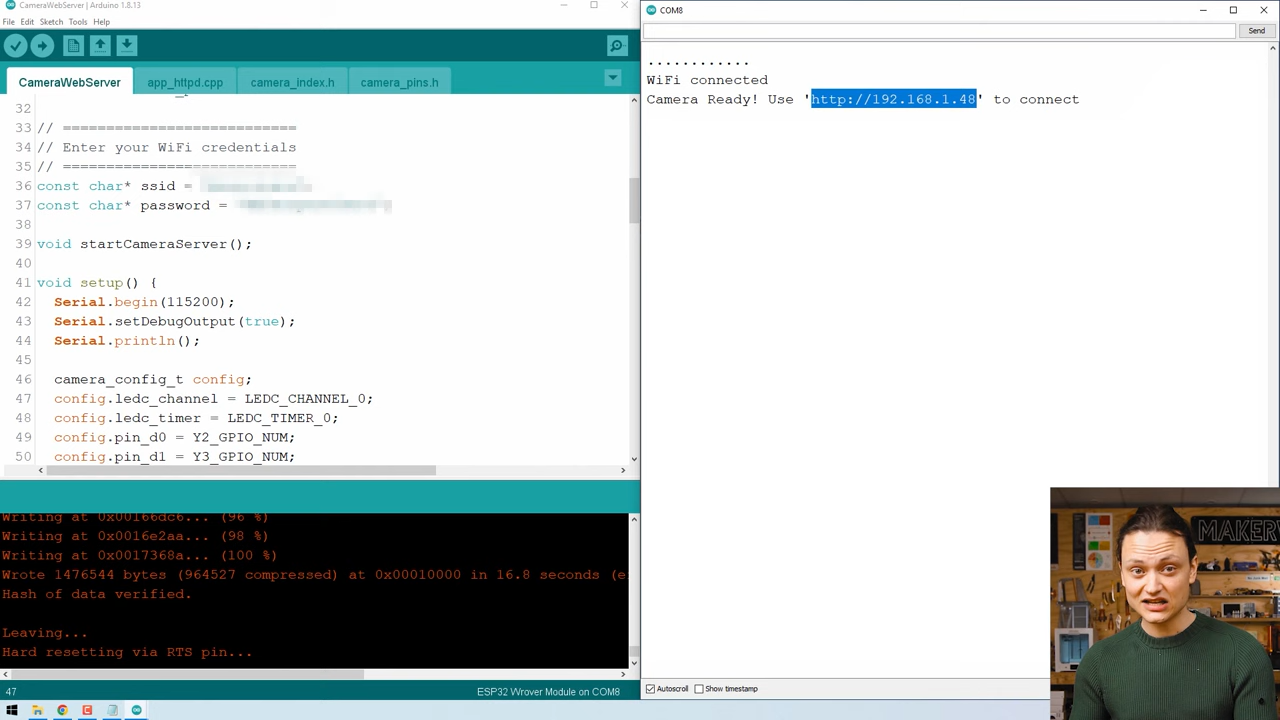 CameraWebServer | Arduino 1.8.13
File Edit Sketch Tools Help
CameraWebServer app_httpd.cpp camera_index.h camera_pins.h
32
33 // ===========================
34 // Enter your WiFi credentials
35 // ===========================
36 const char* ssid =
37 const char* password =
38
39 void startCameraServer();
40
41 void setup() {
42 Serial.begin(115200);
43 Serial.setDebugOutput(true);
44 Serial.println();
45
46 camera_config_t config;
47 config.ledc_channel = LEDC_CHANNEL_0;
48 config.ledc_timer = LEDC_TIMER_0;
49 config.pin_d0 = Y2_GPIO_NUM;
50 config.pin_d1 = Y3_GPIO_NUM;
Writing at 0x00166dc6... (96 %)
Writing at 0x0016e2aa... (98 %)
Writing at 0x0017368a... (100 %)
Wrote 1476544 bytes (964527 compressed) at 0x00010000 in 16.8 seconds (e
Hash of data verified.
Leaving...
Hard resetting via RTS pin...
47 ESP32 Wrover Module on COM8
COM8
Send
............
WiFi connected
Camera Ready! Use 'http://192.168.1.48' to connect
Autoscroll Show timestamp
MAKER